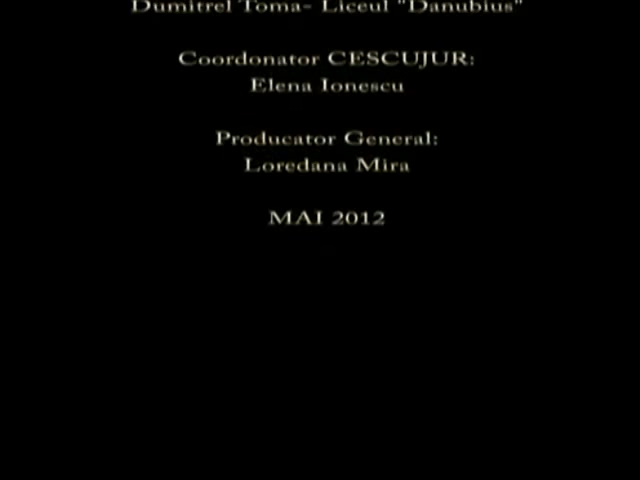 Dumitrel Toma- Liceul "Danubius"
Coordonator CESCUJUR:
Elena Ionescu
Producator General:
Loredana Mira
MAI 2012